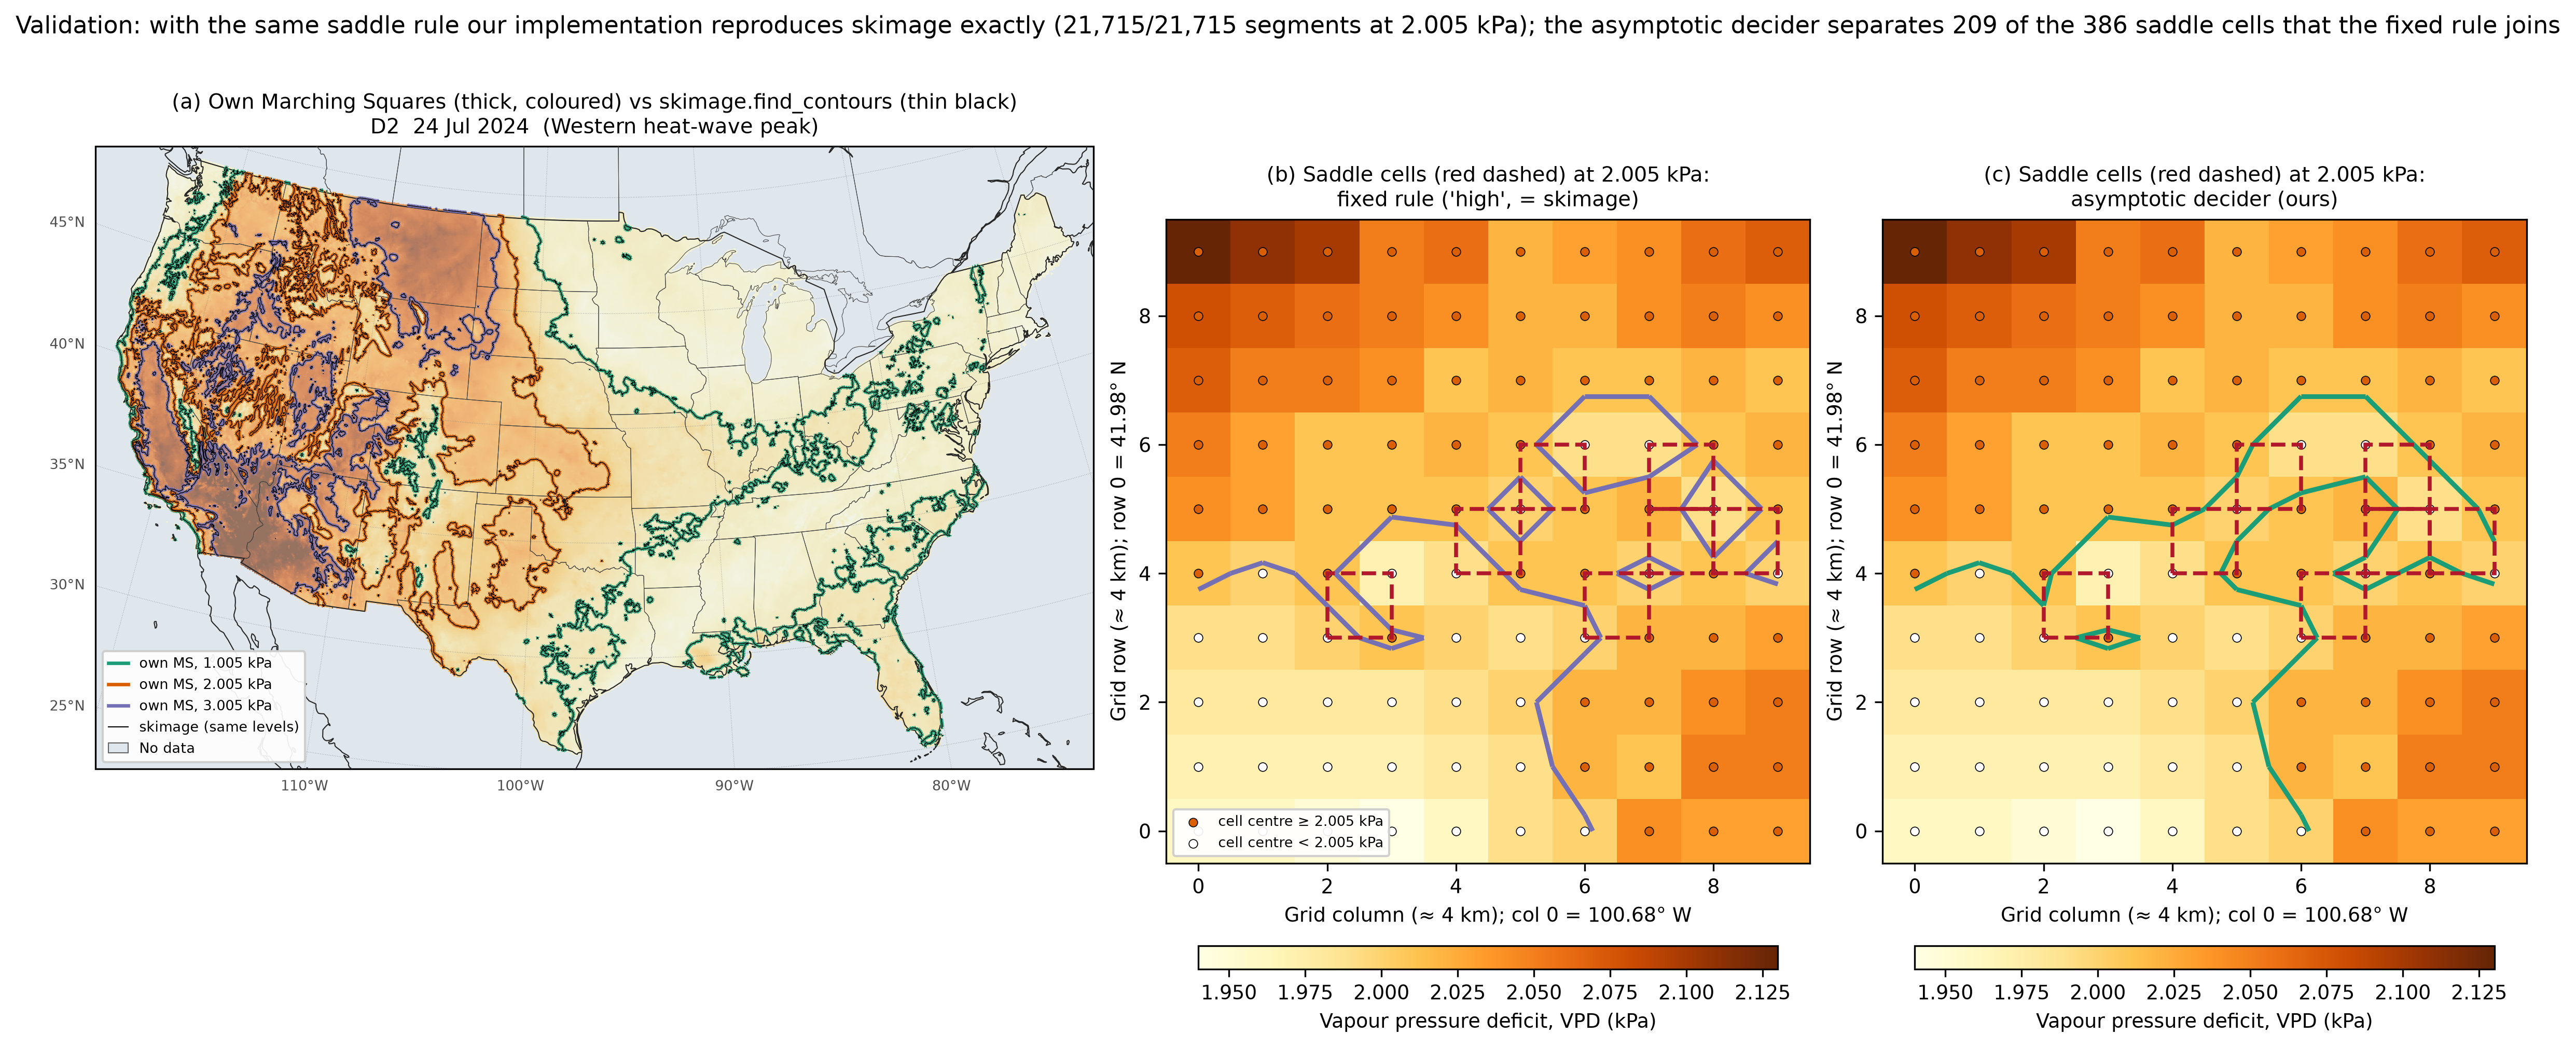 Validation: with the same saddle rule our implementation reproduces skimage exactly (21,715/21,715 segments at 2.005 kPa); the asymptotic decider separates 209 of the 386 saddle cells that the fixed rule joins
(a) Own Marching Squares (thick, coloured) vs skimage.find_contours (thin black)
D2 24 Jul 2024 (Western heat-wave peak)
45°N
40°N
35°N
30°N
25°N
own MS, 1.005 kPa
own MS, 2.005 kPa
own MS, 3.005 kPa
skimage (same levels)
No data
110°W
100°W
90°W
80°W
(b) Saddle cells (red dashed) at 2.005 kPa:
fixed rule ('high', = skimage)
Grid row (≈ 4 km); row 0 = 41.98° N
8
6
4
2
0
cell centre ≥ 2.005 kPa
cell centre < 2.005 kPa
0
2
4
6
8
Grid column (≈ 4 km); col 0 = 100.68° W
1.950
1.975
2.000
2.025
2.050
2.075
2.100
2.125
Vapour pressure deficit, VPD (kPa)
(c) Saddle cells (red dashed) at 2.005 kPa:
asymptotic decider (ours)
Grid row (≈ 4 km); row 0 = 41.98° N
8
6
4
2
0
0
2
4
6
8
Grid column (≈ 4 km); col 0 = 100.68° W
1.950
1.975
2.000
2.025
2.050
2.075
2.100
2.125
Vapour pressure deficit, VPD (kPa)